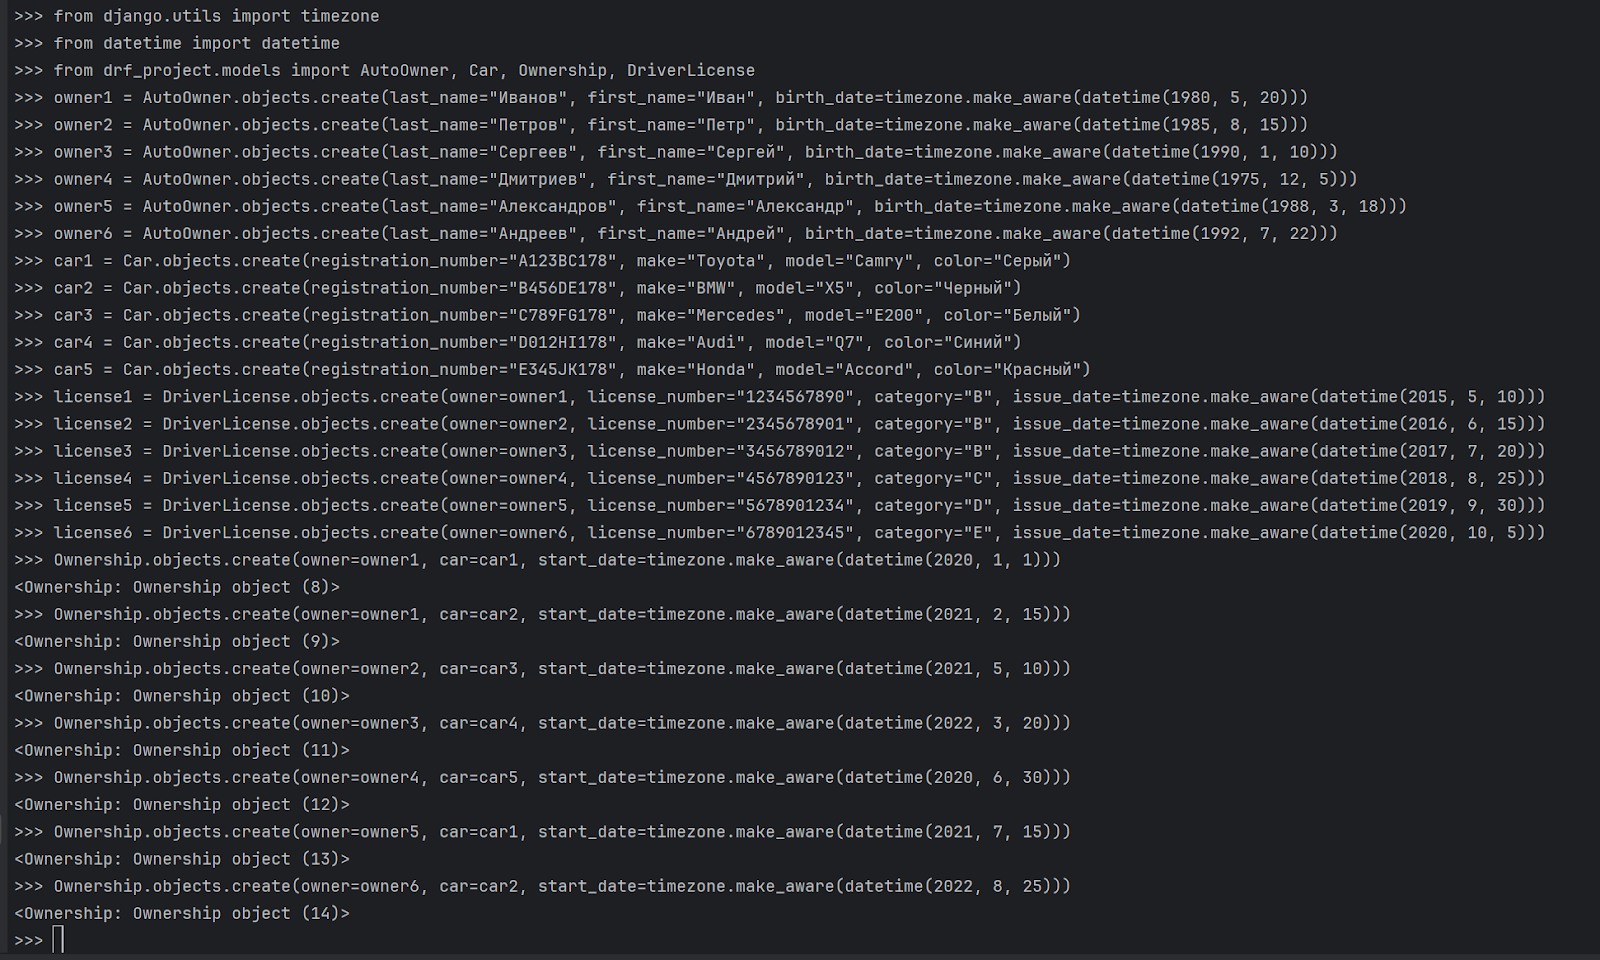 >>> from django.utils import timezone
>>> from datetime import datetime
>>> from drf_project.models import AutoOwner, Car, Ownership, DriverLicense
>>> owner1 = AutoOwner.objects.create(last_name="Иванов", first_name="Иван", birth_date=timezone.make_aware(datetime(1980, 5, 20)))
>>> owner2 = AutoOwner.objects.create(last_name="Петров", first_name="Петр", birth_date=timezone.make_aware(datetime(1985, 8, 15)))
>>> owner3 = AutoOwner.objects.create(last_name="Сергеев", first_name="Сергей", birth_date=timezone.make_aware(datetime(1990, 1, 10)))
>>> owner4 = AutoOwner.objects.create(last_name="Дмитриев", first_name="Дмитрий", birth_date=timezone.make_aware(datetime(1975, 12, 5)))
>>> owner5 = AutoOwner.objects.create(last_name="Александров", first_name="Александр", birth_date=timezone.make_aware(datetime(1988, 3, 18)))
>>> owner6 = AutoOwner.objects.create(last_name="Андреев", first_name="Андрей", birth_date=timezone.make_aware(datetime(1992, 7, 22)))
>>> car1 = Car.objects.create(registration_number="A123BC178", make="Toyota", model="Camry", color="Серый")
>>> car2 = Car.objects.create(registration_number="B456DE178", make="BMW", model="X5", color="Черный")
>>> car3 = Car.objects.create(registration_number="C789FG178", make="Mercedes", model="E200", color="Белый")
>>> car4 = Car.objects.create(registration_number="D012HI178", make="Audi", model="Q7", color="Синий")
>>> car5 = Car.objects.create(registration_number="E345JK178", make="Honda", model="Accord", color="Красный")
>>> license1 = DriverLicense.objects.create(owner=owner1, license_number="1234567890", category="B", issue_date=timezone.make_aware(datetime(2015, 5, 10)))
>>> license2 = DriverLicense.objects.create(owner=owner2, license_number="2345678901", category="B", issue_date=timezone.make_aware(datetime(2016, 6, 15)))
>>> license3 = DriverLicense.objects.create(owner=owner3, license_number="3456789012", category="B", issue_date=timezone.make_aware(datetime(2017, 7, 20)))
>>> license4 = DriverLicense.objects.create(owner=owner4, license_number="4567890123", category="C", issue_date=timezone.make_aware(datetime(2018, 8, 25)))
>>> license5 = DriverLicense.objects.create(owner=owner5, license_number="5678901234", category="D", issue_date=timezone.make_aware(datetime(2019, 9, 30)))
>>> license6 = DriverLicense.objects.create(owner=owner6, license_number="6789012345", category="E", issue_date=timezone.make_aware(datetime(2020, 10, 5)))
>>> Ownership.objects.create(owner=owner1, car=car1, start_date=timezone.make_aware(datetime(2020, 1, 1)))
<Ownership: Ownership object (8)>
>>> Ownership.objects.create(owner=owner1, car=car2, start_date=timezone.make_aware(datetime(2021, 2, 15)))
<Ownership: Ownership object (9)>
>>> Ownership.objects.create(owner=owner2, car=car3, start_date=timezone.make_aware(datetime(2021, 5, 10)))
<Ownership: Ownership object (10)>
>>> Ownership.objects.create(owner=owner3, car=car4, start_date=timezone.make_aware(datetime(2022, 3, 20)))
<Ownership: Ownership object (11)>
>>> Ownership.objects.create(owner=owner4, car=car5, start_date=timezone.make_aware(datetime(2020, 6, 30)))
<Ownership: Ownership object (12)>
>>> Ownership.objects.create(owner=owner5, car=car1, start_date=timezone.make_aware(datetime(2021, 7, 15)))
<Ownership: Ownership object (13)>
>>> Ownership.objects.create(owner=owner6, car=car2, start_date=timezone.make_aware(datetime(2022, 8, 25)))
<Ownership: Ownership object (14)>
>>>